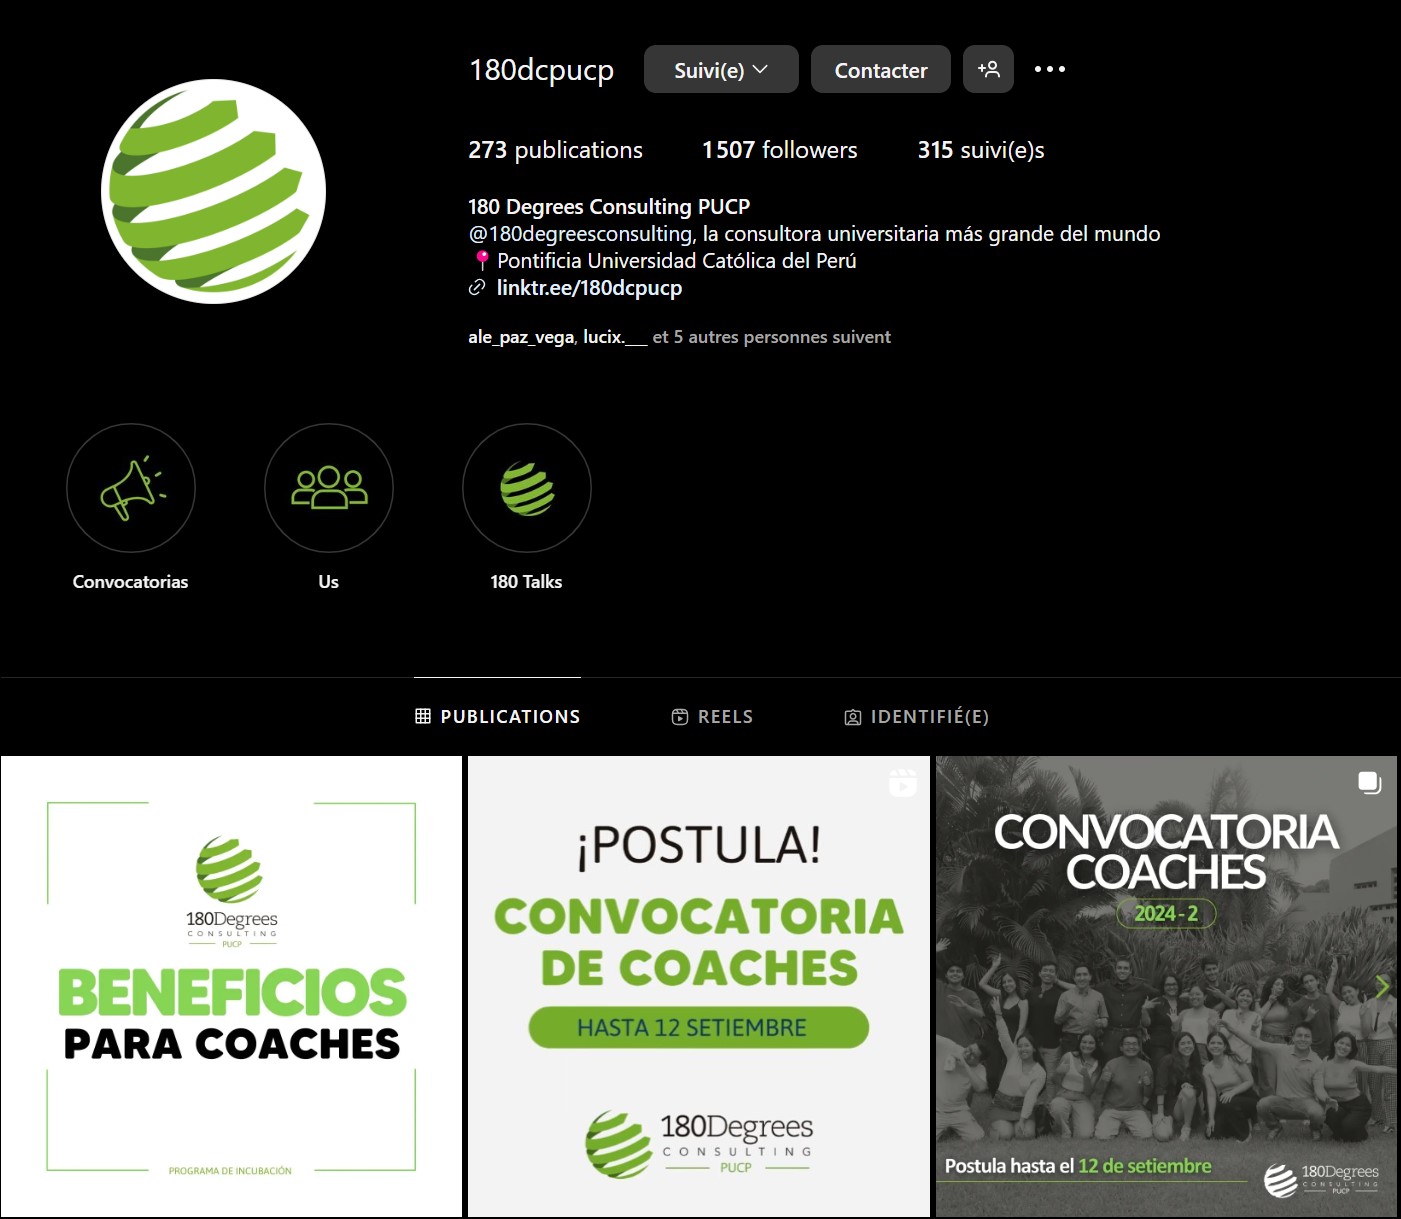 180dcpucp
Suivi(e)
Contacter
273 publications
1 507 followers
315 suivi(e)s
180 Degrees Consulting PUCP
@180degreesconsulting, la consultora universitaria más grande del mundo
📍 Pontificia Universidad Católica del Perú
linktr.ee/180dcpucp
ale_paz_vega, lucix.___ et 5 autres personnes suivent
Convocatorias
Us
180 Talks
PUBLICATIONS
REELS
IDENTIFIÉ(E)
180Degrees
CONSULTING
PUCP
BENEFICIOS
PARA COACHES
PROGRAMA DE INCUBACIÓN
¡POSTULA!
CONVOCATORIA
DE COACHES
HASTA 12 SETIEMBRE
180Degrees
CONSULTING
PUCP
CONVOCATORIA
COACHES
2024 - 2
Postula hasta el 12 de setiembre
180Degrees
CONSULTING
PUCP